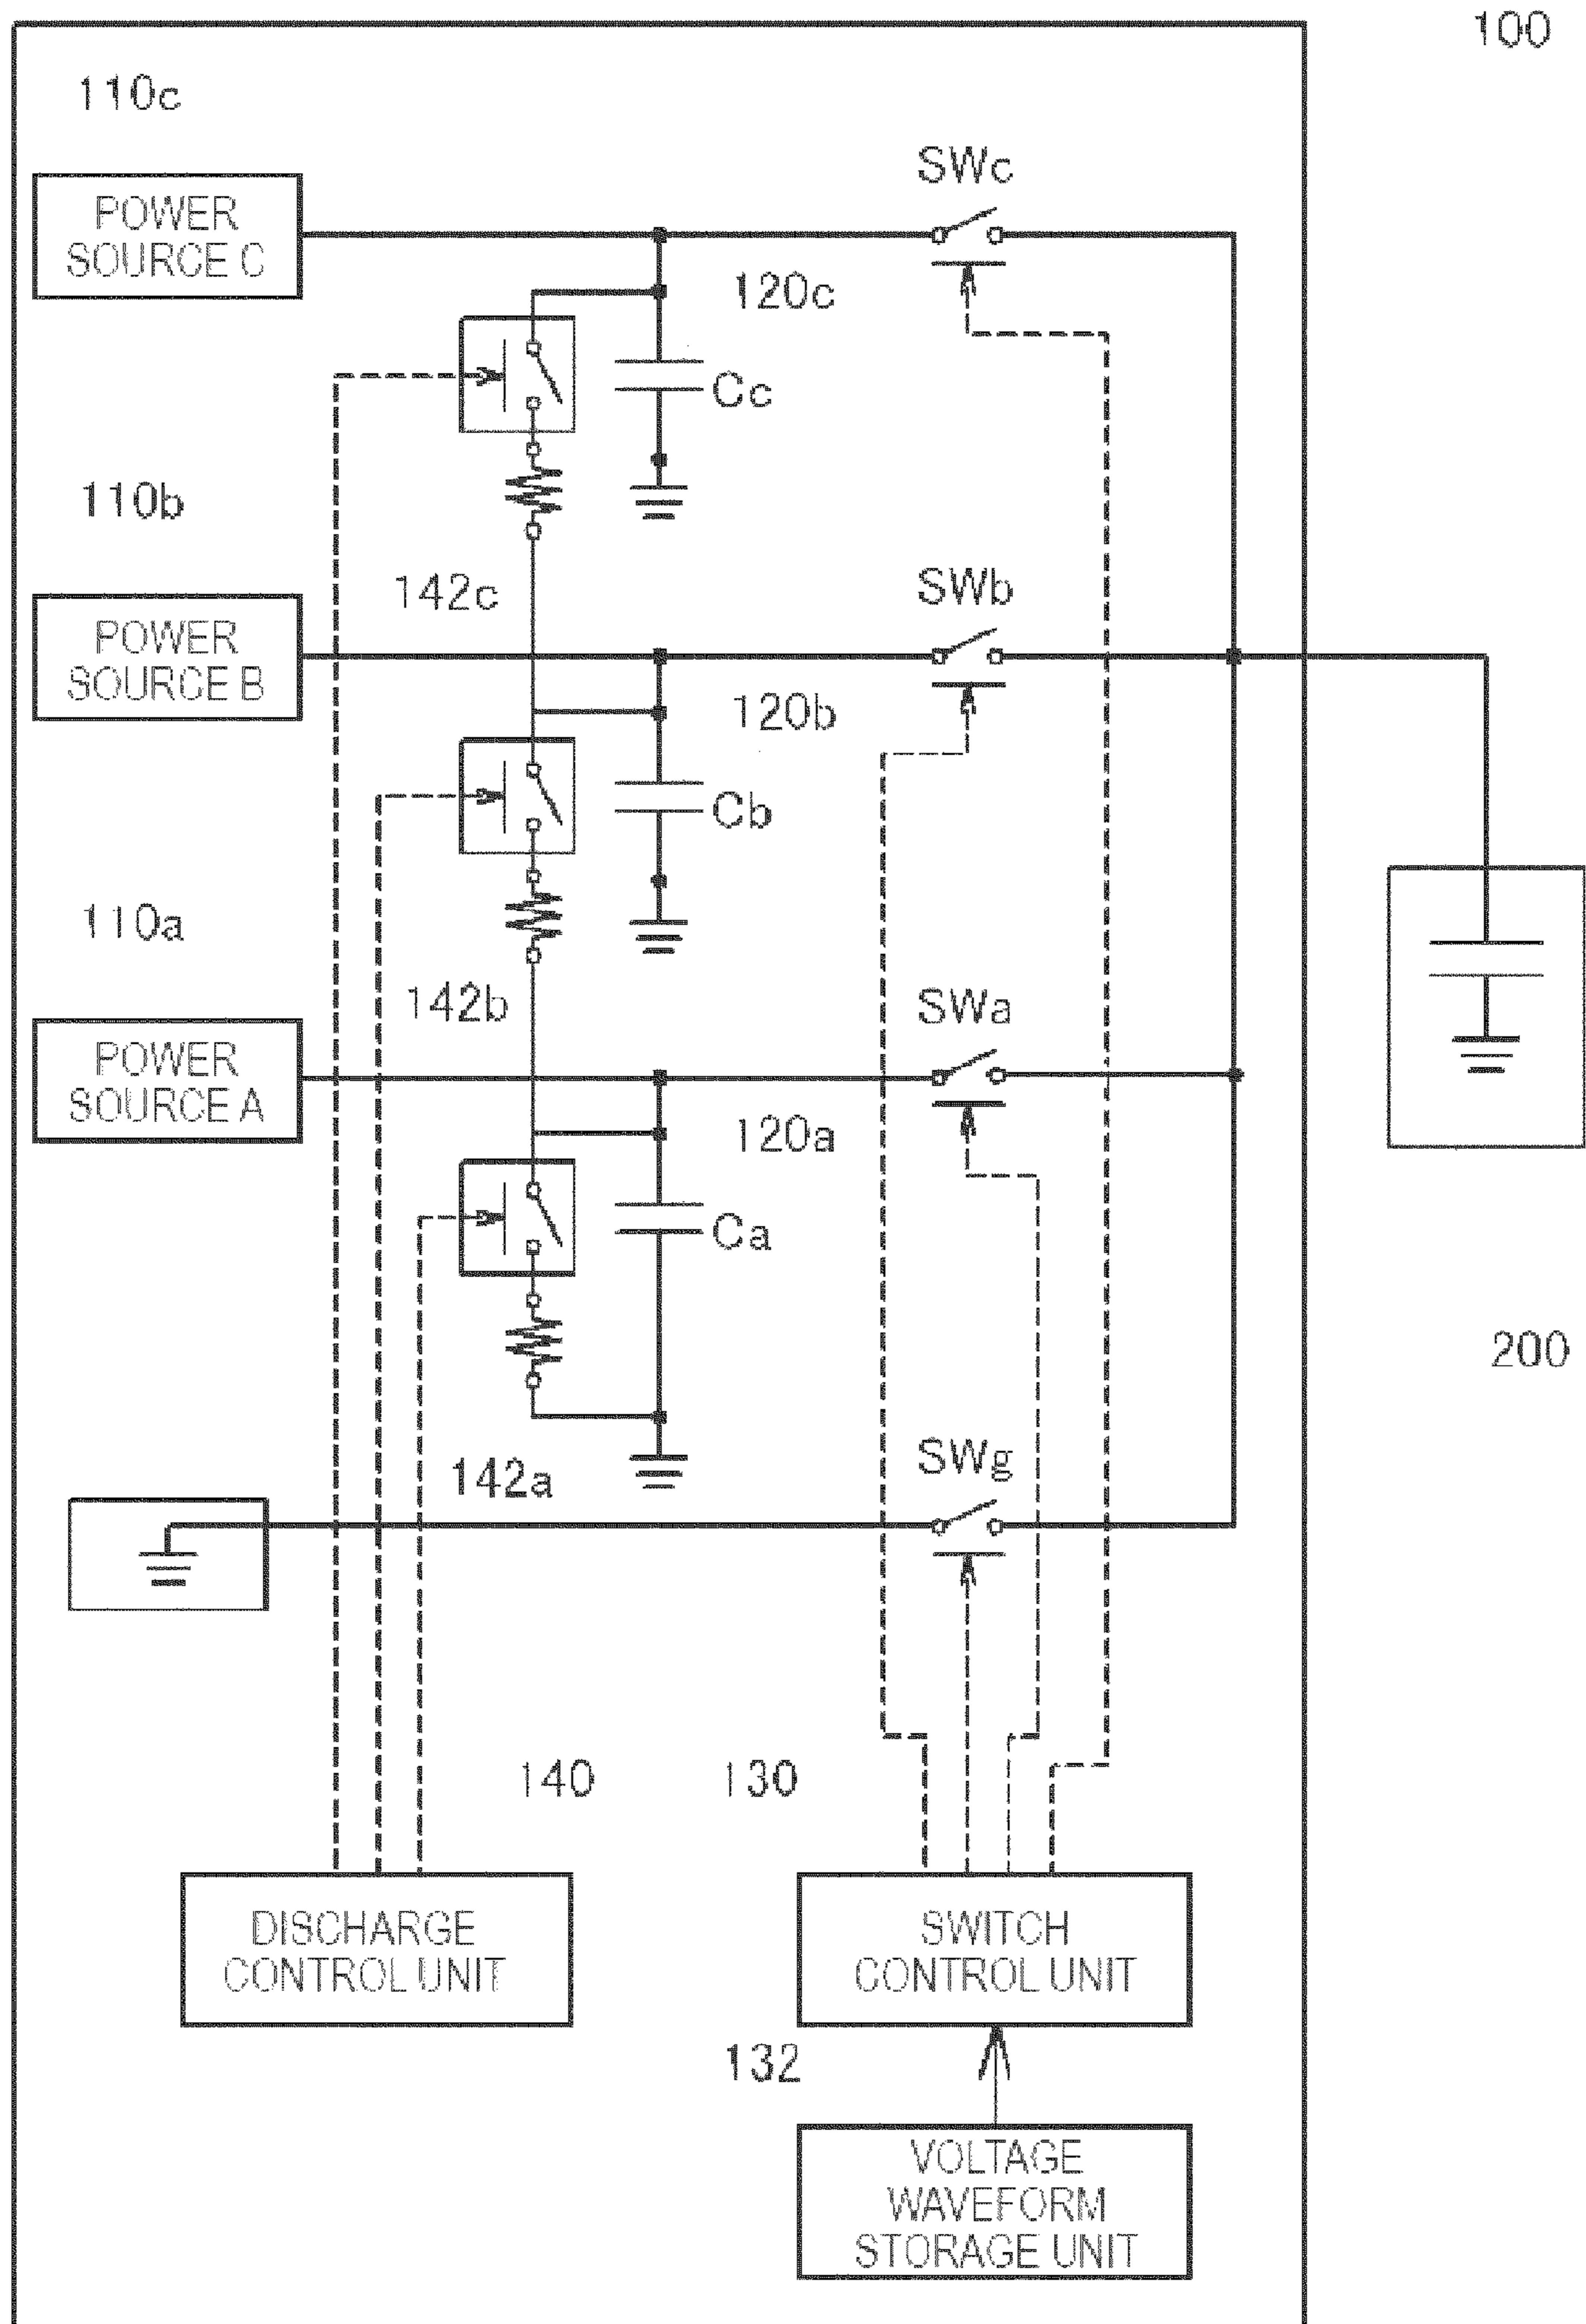 100
110c
SWc
POWER
SOURCE C
120c
Cc
110b
142c
SWb
POWER
SOURCE B
120b
Cb
110a
142b
SWa
POWER
SOURCE A
120a
Ca
200
SWg
142a
140
130
DISCHARGE
CONTROL UNIT
SWITCH
CONTROL UNIT
132
VOLTAGE
WAVEFORM
STORAGE UNIT